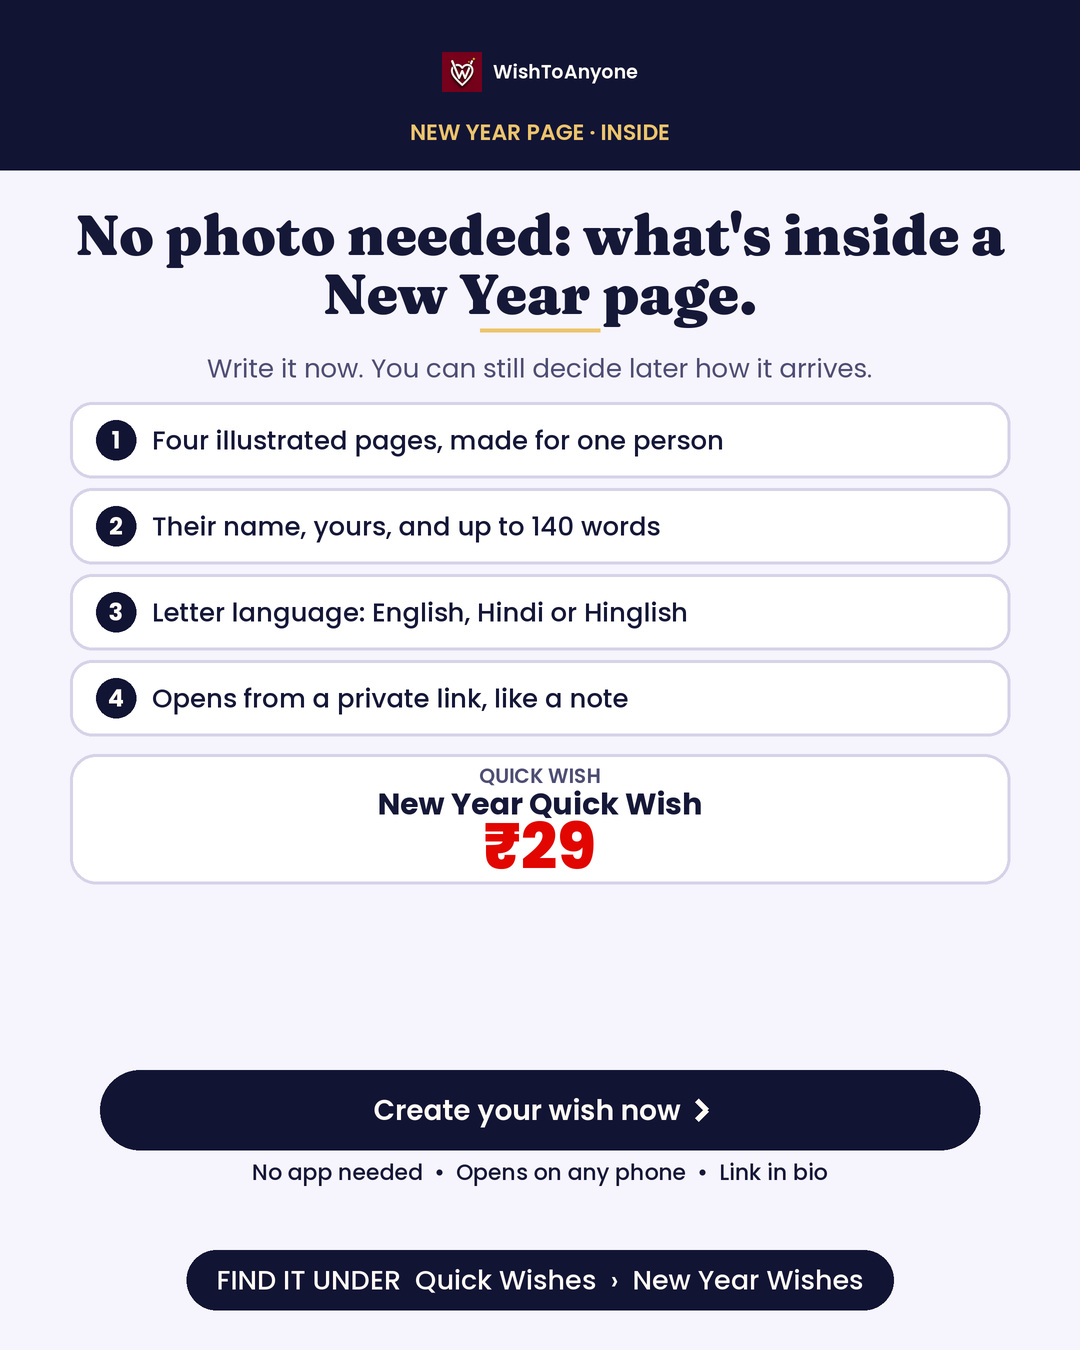 WishToAnyone
NEW YEAR PAGE · INSIDE
No photo needed: what's inside a
New Year page.
Write it now. You can still decide later how it arrives.
1 Four illustrated pages, made for one person
2 Their name, yours, and up to 140 words
3 Letter language: English, Hindi or Hinglish
4 Opens from a private link, like a note
QUICK WISH
New Year Quick Wish
₹29
Create your wish now ›
No app needed • Opens on any phone • Link in bio
FIND IT UNDER Quick Wishes › New Year Wishes